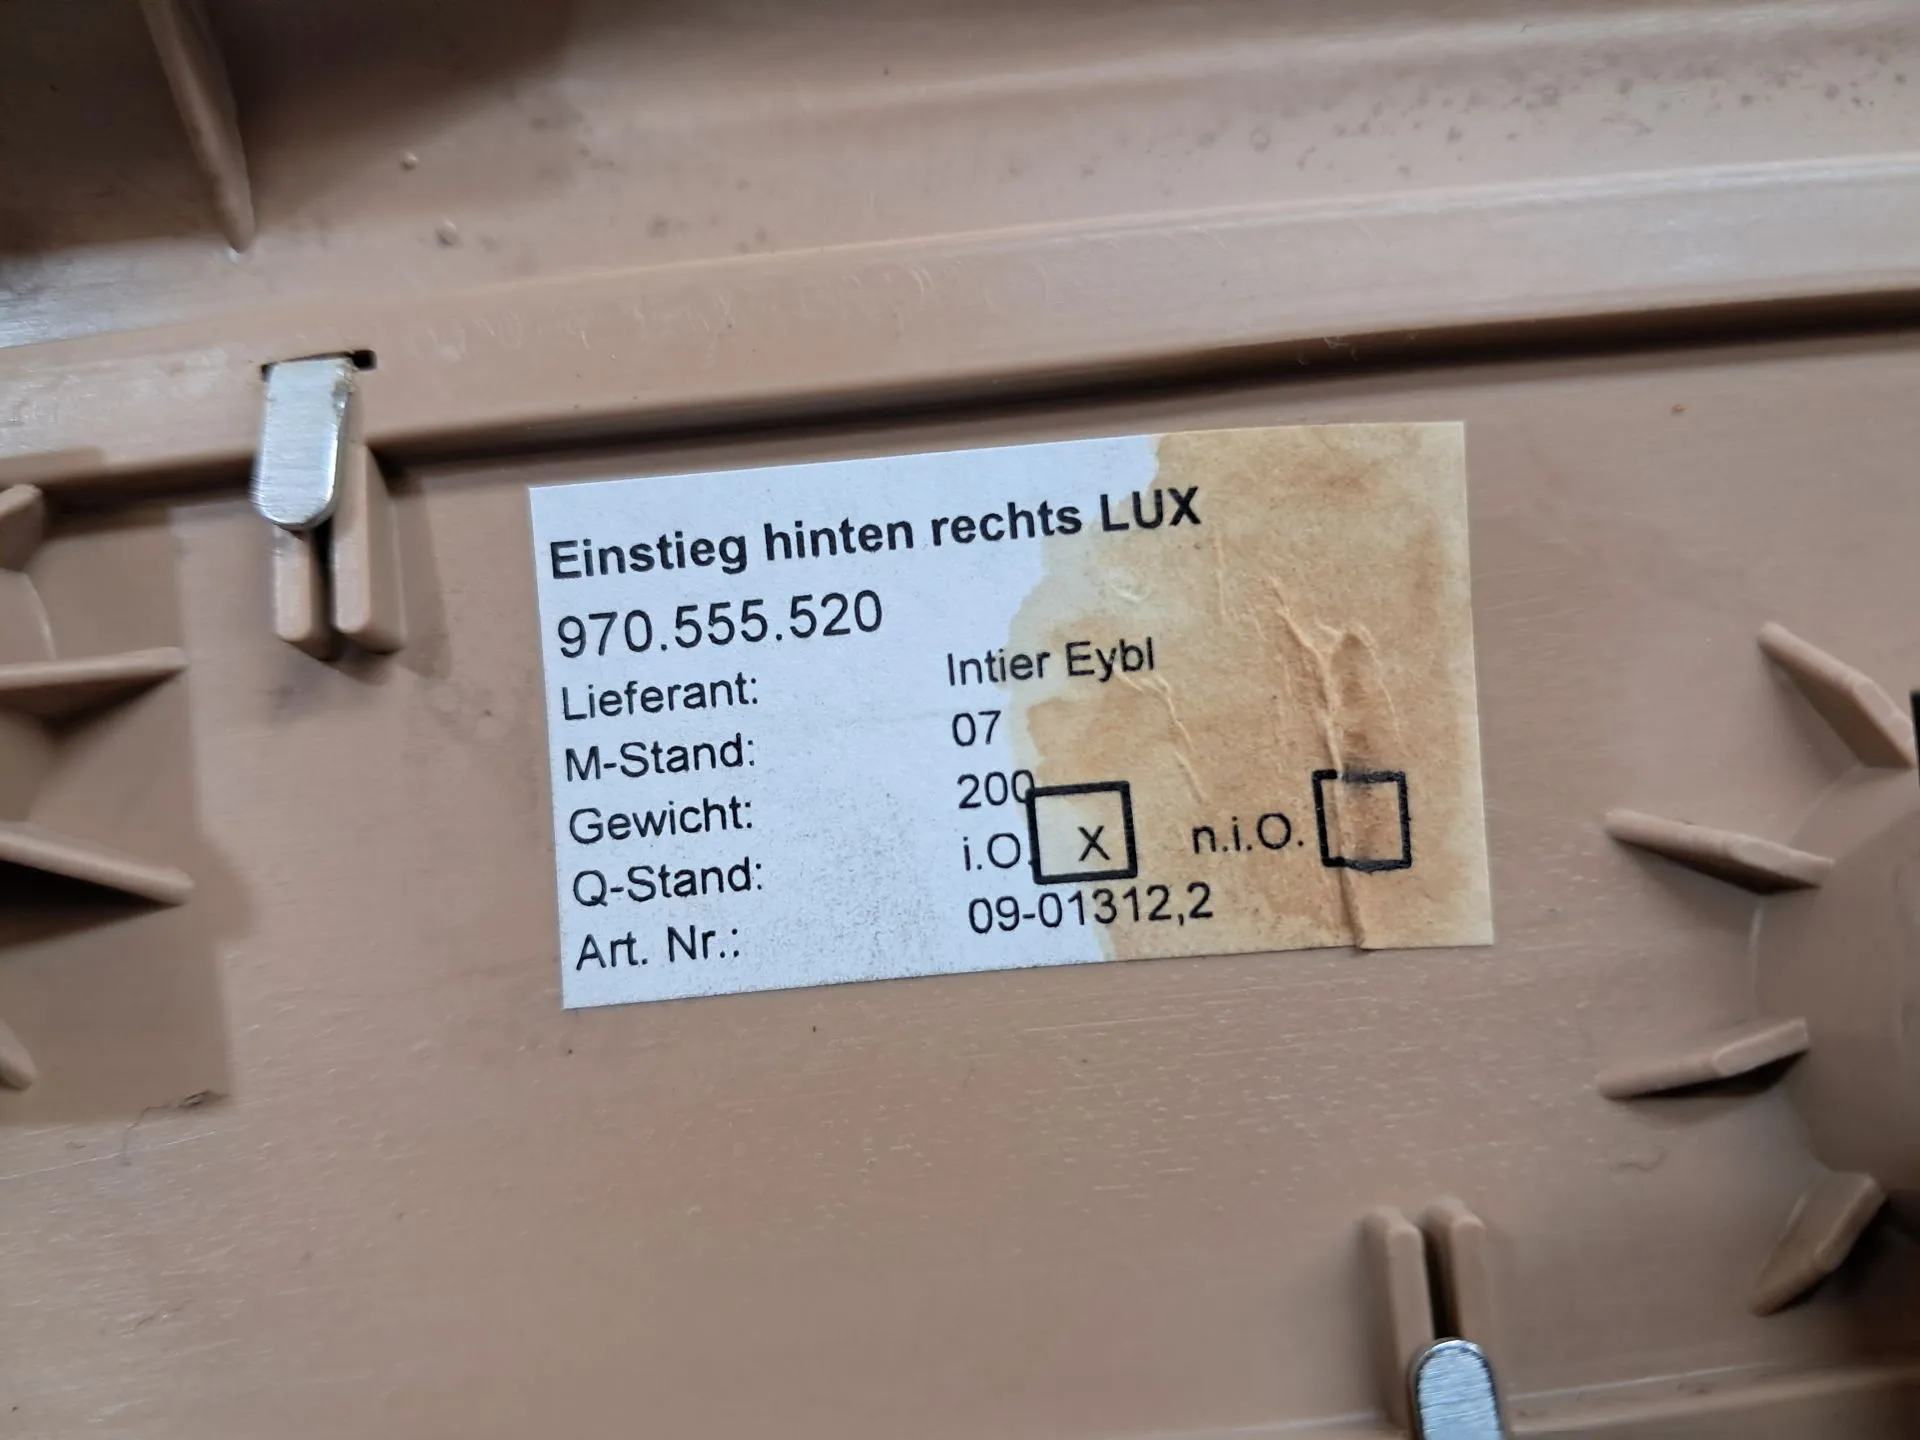 Einstieg hinten rechts LUX
970.555.520
Lieferant: Intier Eybl
M-Stand: 07
Gewicht: 200
Q-Stand: i.O. X n.i.O.
Art. Nr.: 09-01312,2